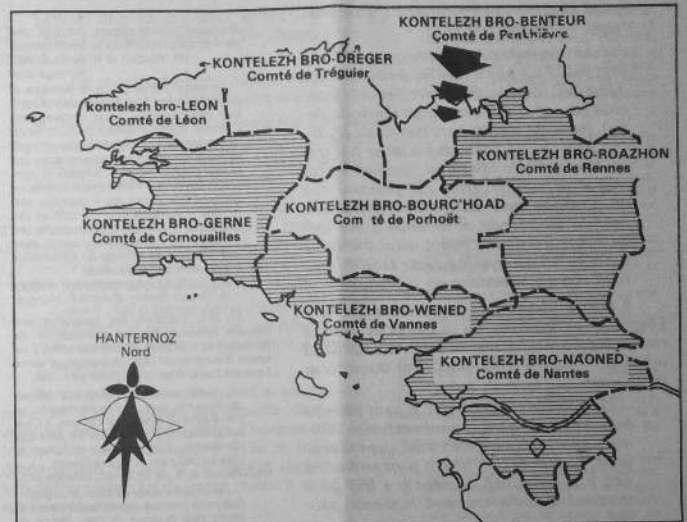 KONTELEZH BRO-BENTEUR
Comté de Penthièvre
KONTELEZH BRO-DREGER
Comté de Tréguier
kontelezh bro-LEON
Comté de Léon
KONTELEZH BRO-ROAZHON
Comté de Rennes
KONTELEZH BRO-BOURC'HOAD
Com té de Porhoët
KONTELEZH BRO-GERNE
Comté de Cornouailles
KONTELEZH BRO-WENED
Comté de Vannes
HANTERNOZ
Nord
KONTELEZH BRO-NAONED
Comté de Nantes